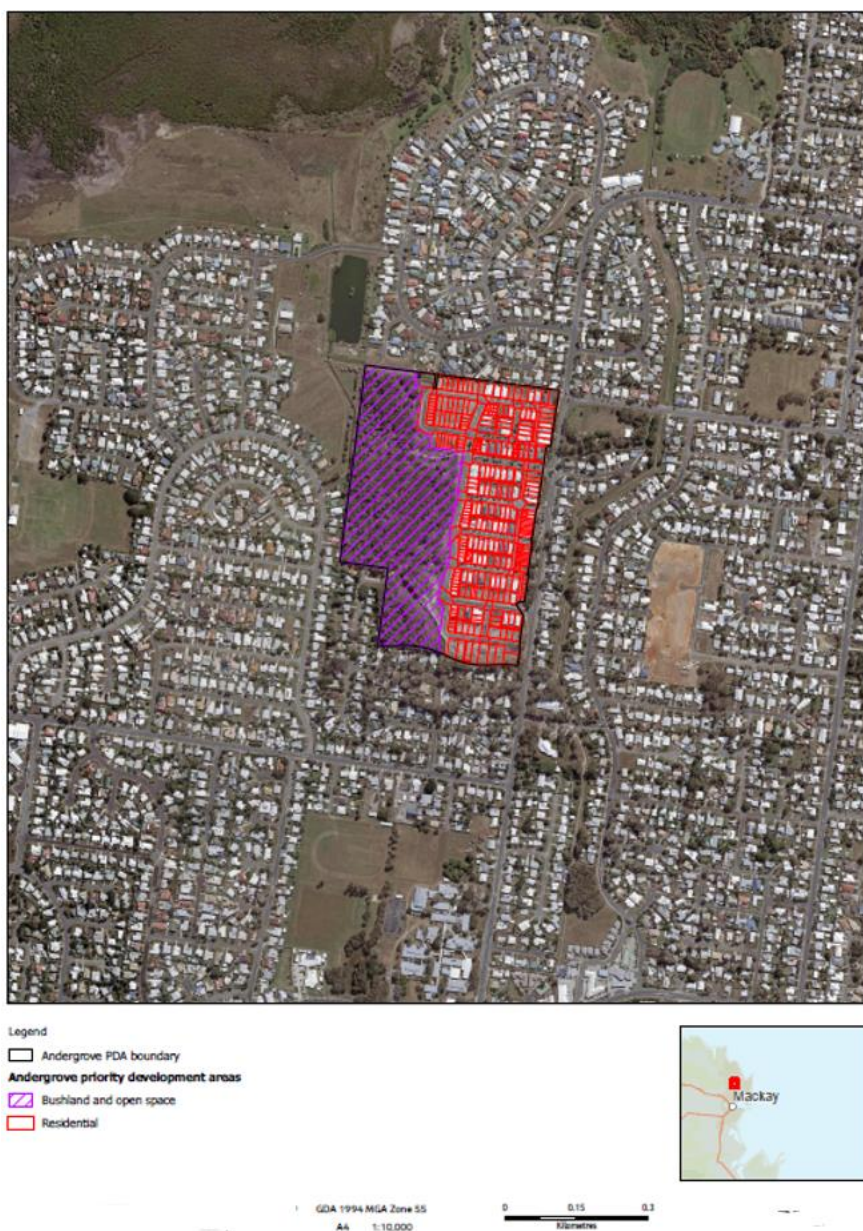 Legend
Andergrove PDA boundary
Andergrove priority development areas
Bushland and open space
Residential
Mackay
GDA 1994 MGA Zone 55
A4 1:10,000
0 0.15 0.3
Kilometres